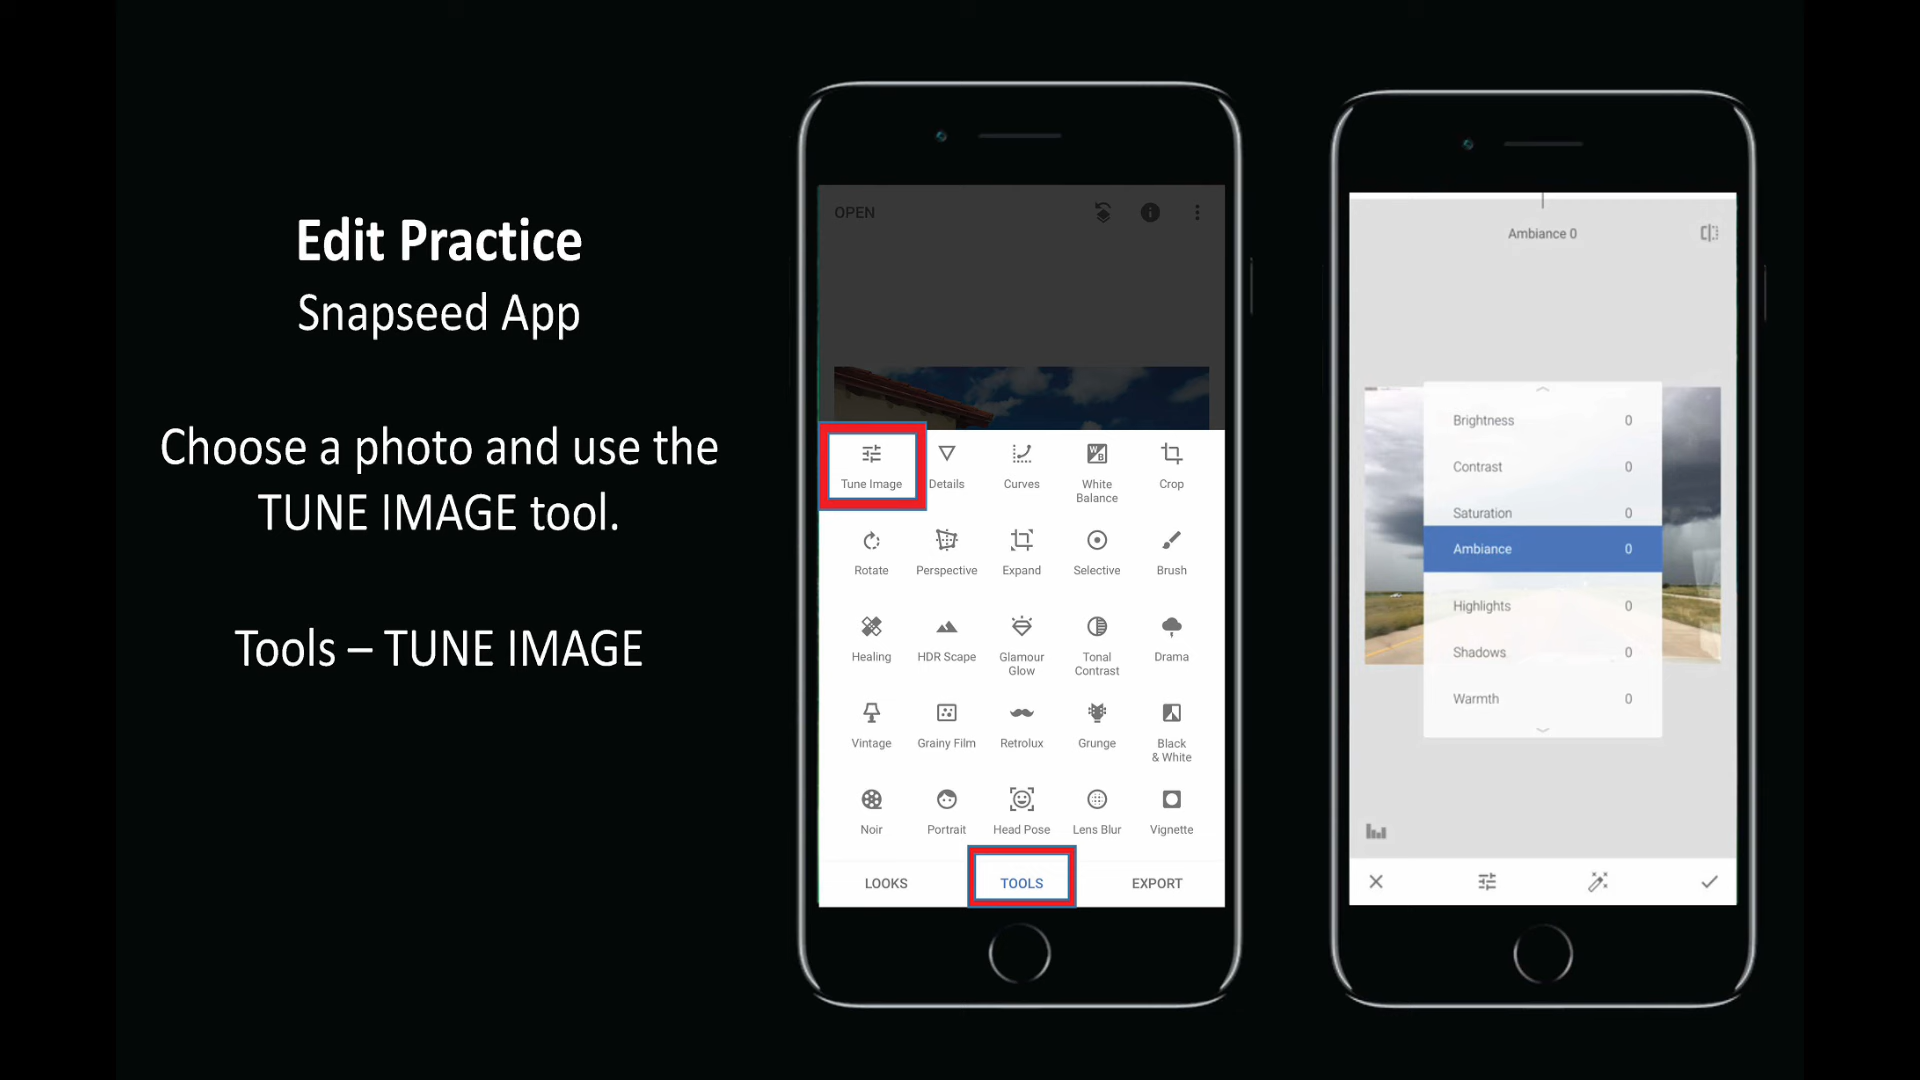 Edit Practice
Snapseed App
Choose a photo and use the
TUNE IMAGE tool.
Tools – TUNE IMAGE
OPEN
Tune Image
Details
Curves
White
Balance
Crop
Rotate
Perspective
Expand
Selective
Brush
Healing
HDR Scape
Glamour
Glow
Tonal
Contrast
Drama
Vintage
Grainy Film
Retrolux
Grunge
Black
& White
Noir
Portrait
Head Pose
Lens Blur
Vignette
LOOKS
TOOLS
EXPORT
Ambiance 0
Brightness 0
Contrast 0
Saturation 0
Ambiance 0
Highlights 0
Shadows 0
Warmth 0